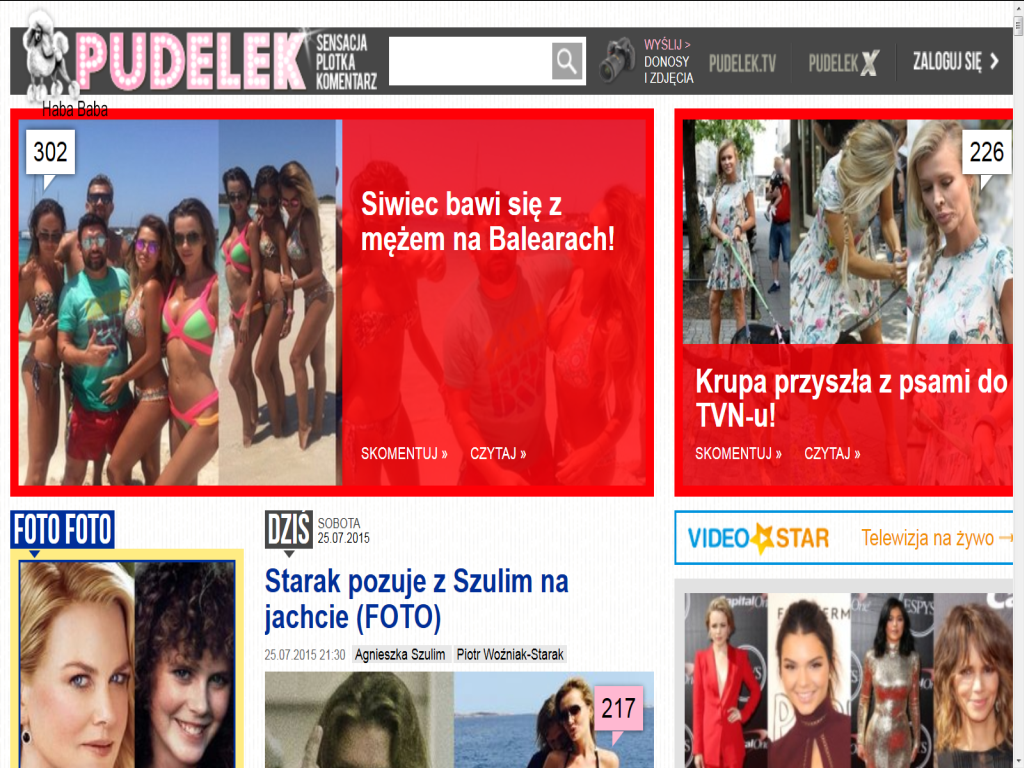 PUDELEK
SENSACJA
PLOTKA
KOMENTARZ
WYŚLIJ >
DONOSY
I ZDJĘCIA
PUDELEK.TV
PUDELEK X
ZALOGUJ SIĘ
Haba Baba
302
Siwiec bawi się z
mężem na Balearach!
SKOMENTUJ » CZYTAJ »
226
Krupa przyszła z psami do
TVN-u!
SKOMENTUJ » CZYTAJ »
FOTO FOTO
DZIŚ
SOBOTA
25.07.2015
Starak pozuje z Szulim na
jachcie (FOTO)
25.07.2015 21:30 Agnieszka Szulim Piotr Woźniak-Starak
217
VIDEO STAR Telewizja na żywo →
CapitalOn
ESPYS